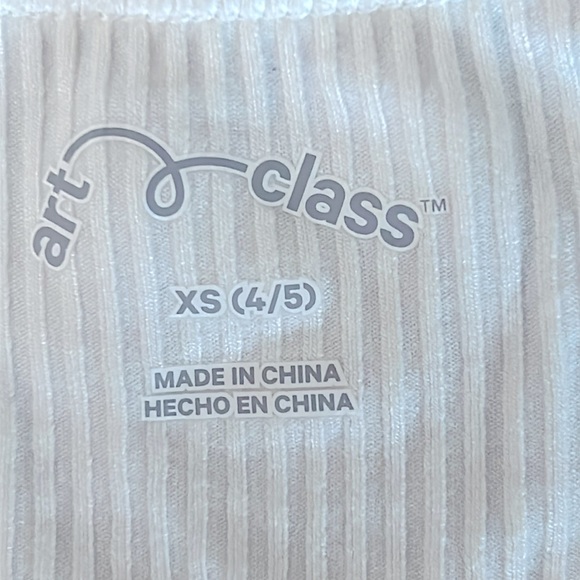 art class™
XS (4/5)
MADE IN CHINA
HECHO EN CHINA